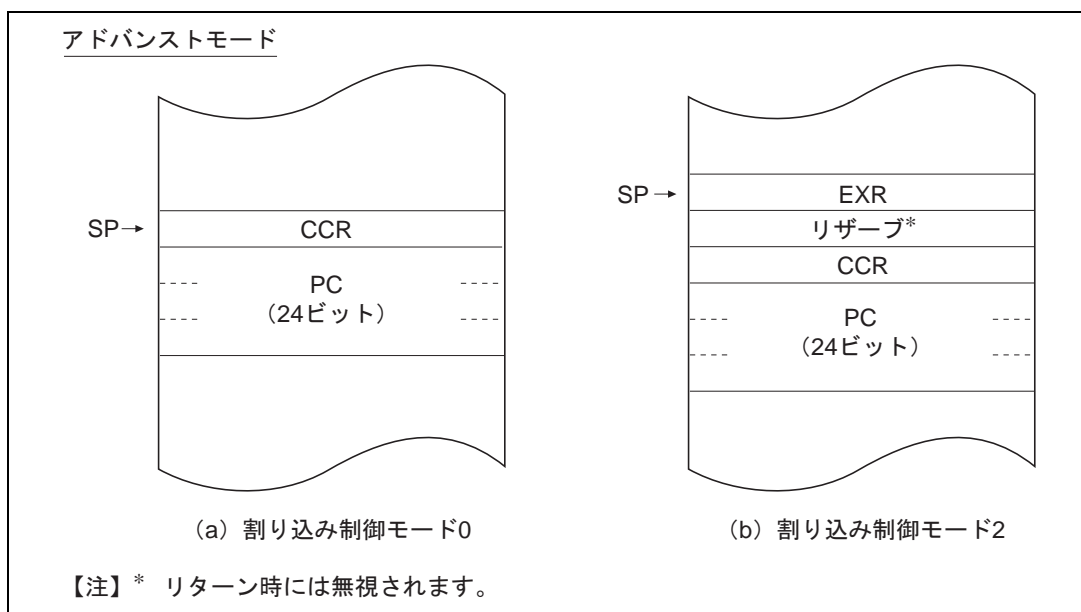 アドバンストモード
SP→
CCR
PC
（24ビット）
(a) 割り込み制御モード0
SP→
EXR
リザーブ*
CCR
PC
（24ビット）
(b) 割り込み制御モード2
【注】* リターン時には無視されます。